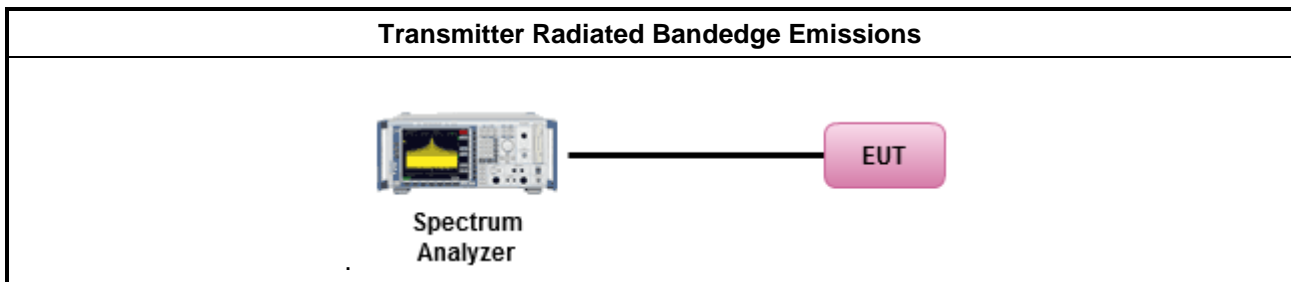 Transmitter Radiated Bandedge Emissions
EUT
Spectrum
Analyzer
.